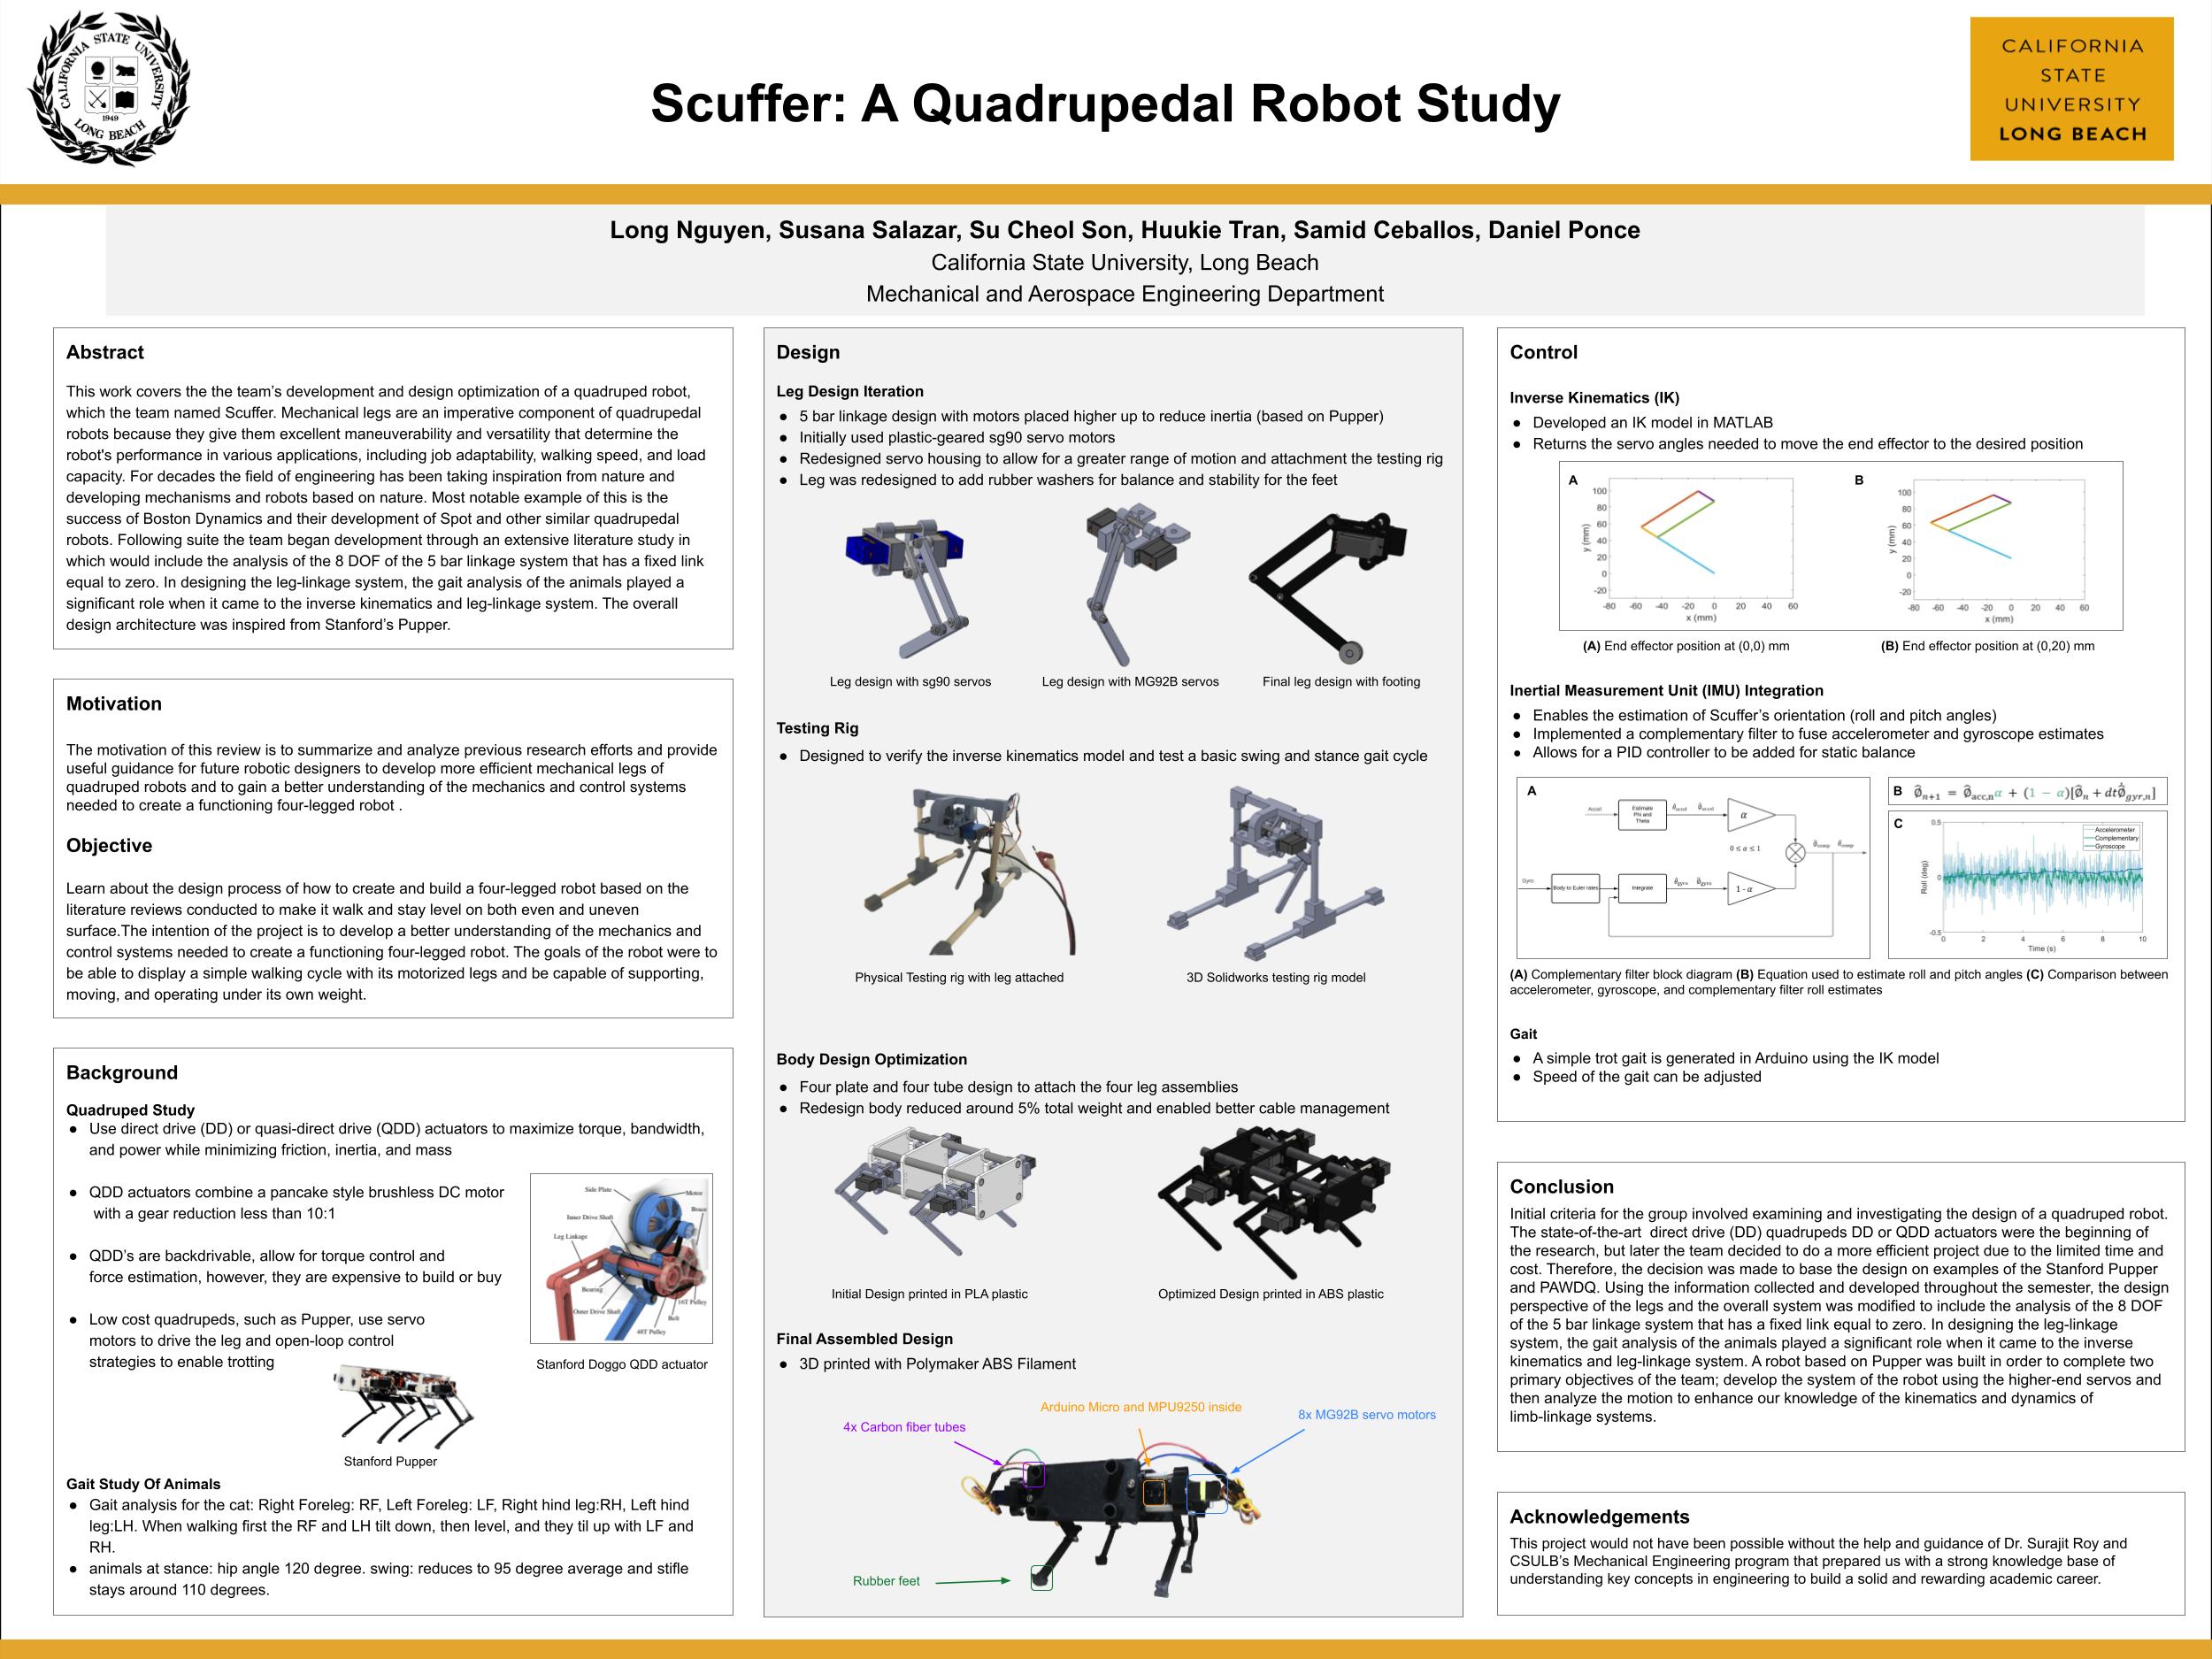 CALIFORNIA STATE UNIVERSITY
1949
LONG BEACH
Scuffer: A Quadrupedal Robot Study
CALIFORNIA
STATE
UNIVERSITY
LONG BEACH
Long Nguyen, Susana Salazar, Su Cheol Son, Huukie Tran, Samid Ceballos, Daniel Ponce
California State University, Long Beach
Mechanical and Aerospace Engineering Department
Abstract
This work covers the the team's development and design optimization of a quadruped robot,
which the team named Scuffer. Mechanical legs are an imperative component of quadrupedal
robots because they give them excellent maneuverability and versatility that determine the
robot's performance in various applications, including job adaptability, walking speed, and load
capacity. For decades the field of engineering has been taking inspiration from nature and
developing mechanisms and robots based on nature. Most notable example of this is the
success of Boston Dynamics and their development of Spot and other similar quadrupedal
robots. Following suite the team began development through an extensive literature study in
which would include the analysis of the 8 DOF of the 5 bar linkage system that has a fixed link
equal to zero. In designing the leg-linkage system, the gait analysis of the animals played a
significant role when it came to the inverse kinematics and leg-linkage system. The overall
design architecture was inspired from Stanford's Pupper.
Motivation
The motivation of this review is to summarize and analyze previous research efforts and provide
useful guidance for future robotic designers to develop more efficient mechanical legs of
quadruped robots and to gain a better understanding of the mechanics and control systems
needed to create a functioning four-legged robot .
Objective
Learn about the design process of how to create and build a four-legged robot based on the
literature reviews conducted to make it walk and stay level on both even and uneven
surface.The intention of the project is to develop a better understanding of the mechanics and
control systems needed to create a functioning four-legged robot. The goals of the robot were to
be able to display a simple walking cycle with its motorized legs and be capable of supporting,
moving, and operating under its own weight.
Background
Quadruped Study
● Use direct drive (DD) or quasi-direct drive (QDD) actuators to maximize torque, bandwidth,
and power while minimizing friction, inertia, and mass
● QDD actuators combine a pancake style brushless DC motor
with a gear reduction less than 10:1
● QDD's are backdrivable, allow for torque control and
force estimation, however, they are expensive to build or buy
● Low cost quadrupeds, such as Pupper, use servo
motors to drive the leg and open-loop control
strategies to enable trotting
Side Plate
Motor
Inner Drive Shaft
Brace
Leg Linkage
Bearing
Outer Drive Shaft
16T Pulley
Belt
48T Pulley
Stanford Doggo QDD actuator
Stanford Pupper
Gait Study Of Animals
● Gait analysis for the cat: Right Foreleg: RF, Left Foreleg: LF, Right hind leg:RH, Left hind
leg:LH. When walking first the RF and LH tilt down, then level, and they til up with LF and
RH.
● animals at stance: hip angle 120 degree. swing: reduces to 95 degree average and stifle
stays around 110 degrees.
Design
Leg Design Iteration
● 5 bar linkage design with motors placed higher up to reduce inertia (based on Pupper)
● Initially used plastic-geared sg90 servo motors
● Redesigned servo housing to allow for a greater range of motion and attachment the testing rig
● Leg was redesigned to add rubber washers for balance and stability for the feet
Leg design with sg90 servos
Leg design with MG92B servos
Final leg design with footing
Testing Rig
● Designed to verify the inverse kinematics model and test a basic swing and stance gait cycle
Physical Testing rig with leg attached
3D Solidworks testing rig model
Body Design Optimization
● Four plate and four tube design to attach the four leg assemblies
● Redesign body reduced around 5% total weight and enabled better cable management
Initial Design printed in PLA plastic
Optimized Design printed in ABS plastic
Final Assembled Design
● 3D printed with Polymaker ABS Filament
Arduino Micro and MPU9250 inside
8x MG92B servo motors
4x Carbon fiber tubes
Rubber feet
Control
Inverse Kinematics (IK)
● Developed an IK model in MATLAB
● Returns the servo angles needed to move the end effector to the desired position
A
100
80
60
40
20
0
-20
y (mm)
-80 -60 -40 -20 0 20 40 60
x (mm)
B
100
80
60
40
20
0
-20
y (mm)
-80 -60 -40 -20 0 20 40 60
x (mm)
(A) End effector position at (0,0) mm
(B) End effector position at (0,20) mm
Inertial Measurement Unit (IMU) Integration
● Enables the estimation of Scuffer's orientation (roll and pitch angles)
● Implemented a complementary filter to fuse accelerometer and gyroscope estimates
● Allows for a PID controller to be added for static balance
A
Accel
Estimate
Phi and
Theta
α
0 ≤ α ≤ 1
Gyro
Body to Euler rates
Integrate
1 - α
B ∅̂n+1 = ∅̂acc,nα + (1 − α)[∅̂n + dt∅̂̇gyr,n]
C
0.5
0
-0.5
Roll (deg)
Accelerometer
Complementary
Gyroscope
0 2 4 6 8 10
Time (s)
(A) Complementary filter block diagram (B) Equation used to estimate roll and pitch angles (C) Comparison between
accelerometer, gyroscope, and complementary filter roll estimates
Gait
● A simple trot gait is generated in Arduino using the IK model
● Speed of the gait can be adjusted
Conclusion
Initial criteria for the group involved examining and investigating the design of a quadruped robot.
The state-of-the-art direct drive (DD) quadrupeds DD or QDD actuators were the beginning of
the research, but later the team decided to do a more efficient project due to the limited time and
cost. Therefore, the decision was made to base the design on examples of the Stanford Pupper
and PAWDQ. Using the information collected and developed throughout the semester, the design
perspective of the legs and the overall system was modified to include the analysis of the 8 DOF
of the 5 bar linkage system that has a fixed link equal to zero. In designing the leg-linkage
system, the gait analysis of the animals played a significant role when it came to the inverse
kinematics and leg-linkage system. A robot based on Pupper was built in order to complete two
primary objectives of the team; develop the system of the robot using the higher-end servos and
then analyze the motion to enhance our knowledge of the kinematics and dynamics of
limb-linkage systems.
Acknowledgements
This project would not have been possible without the help and guidance of Dr. Surajit Roy and
CSULB's Mechanical Engineering program that prepared us with a strong knowledge base of
understanding key concepts in engineering to build a solid and rewarding academic career.